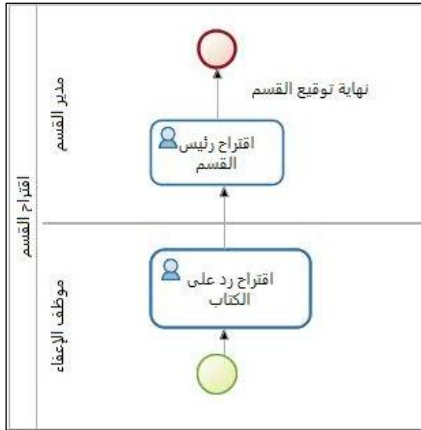 اقتراح القسم
مدير القسم
نهاية توقيع القسم
اقتراح رئيس
القسم
موظف الإعفاء
اقتراح رد على
الكتاب